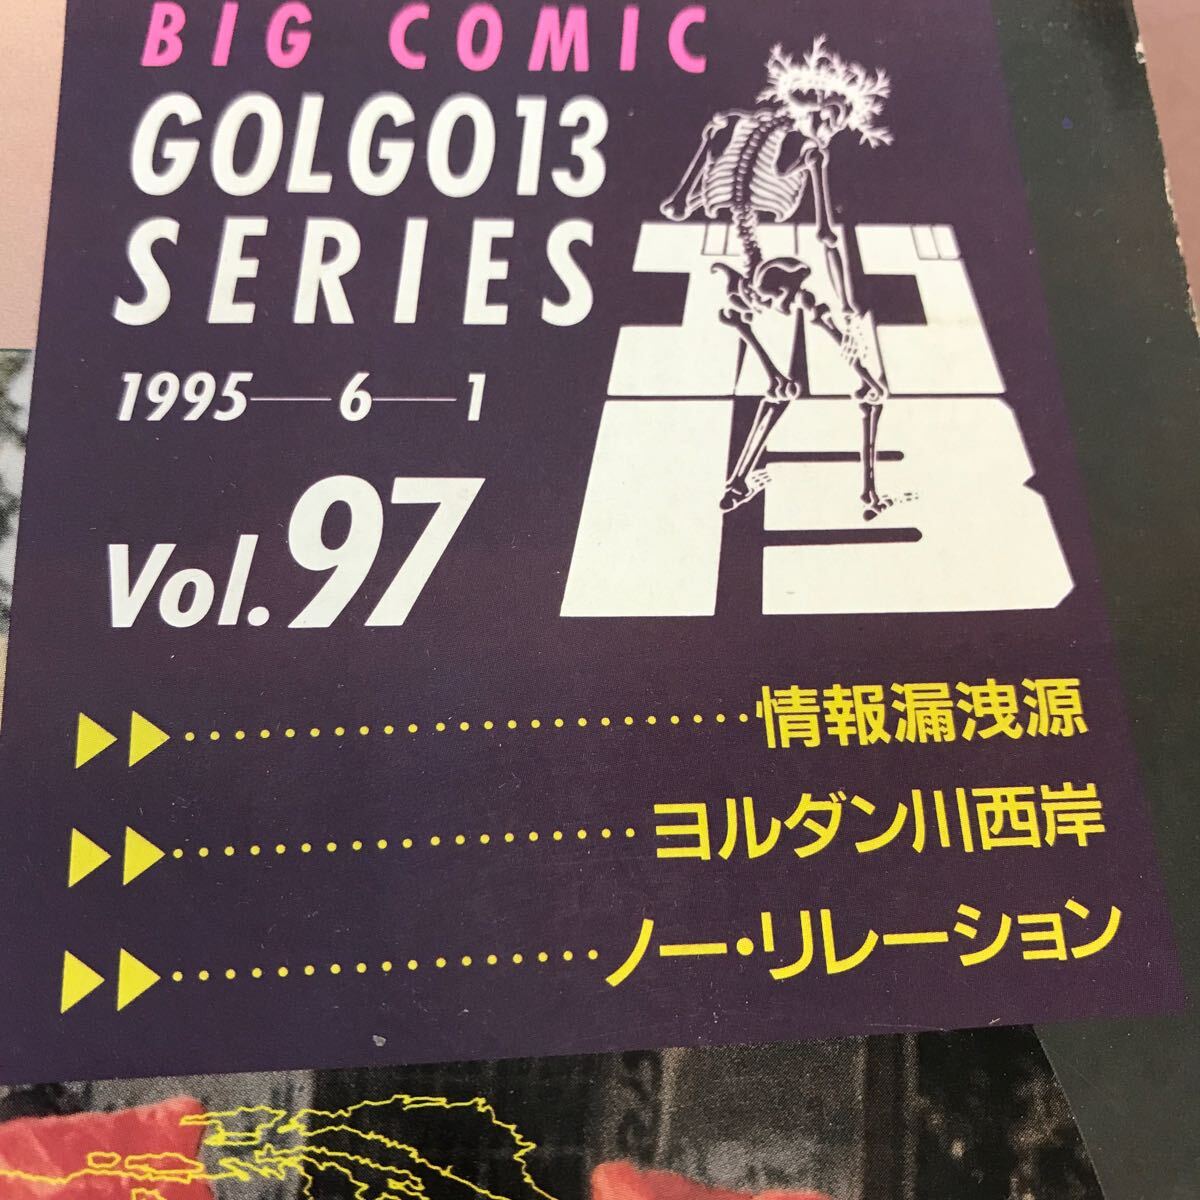 BIG COMIC
GOLGO13
SERIES
1995—6—1
Vol.97
ゴルゴ
13
▶▶……………………情報漏洩源
▶▶………………ヨルダン川西岸
▶▶………………ノー・リレーション